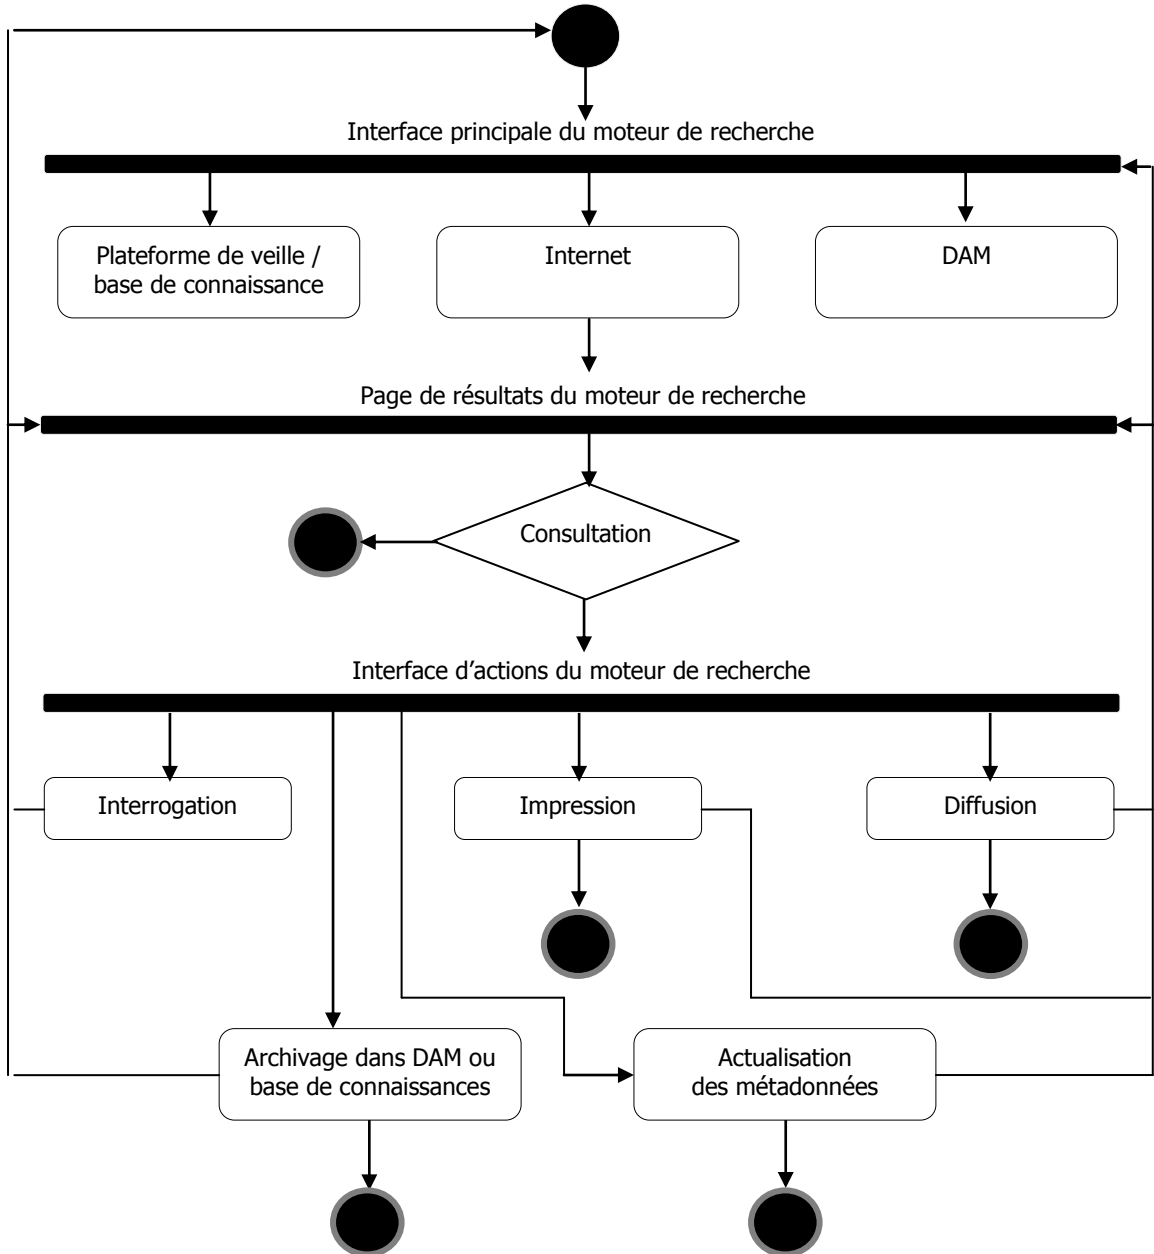 Interface principale du moteur de recherche
Plateforme de veille /
base de connaissance
Internet
DAM
Page de résultats du moteur de recherche
Consultation
Interface d’actions du moteur de recherche
Interrogation
Impression
Diffusion
Archivage dans DAM ou
base de connaissances
Actualisation
des métadonnées